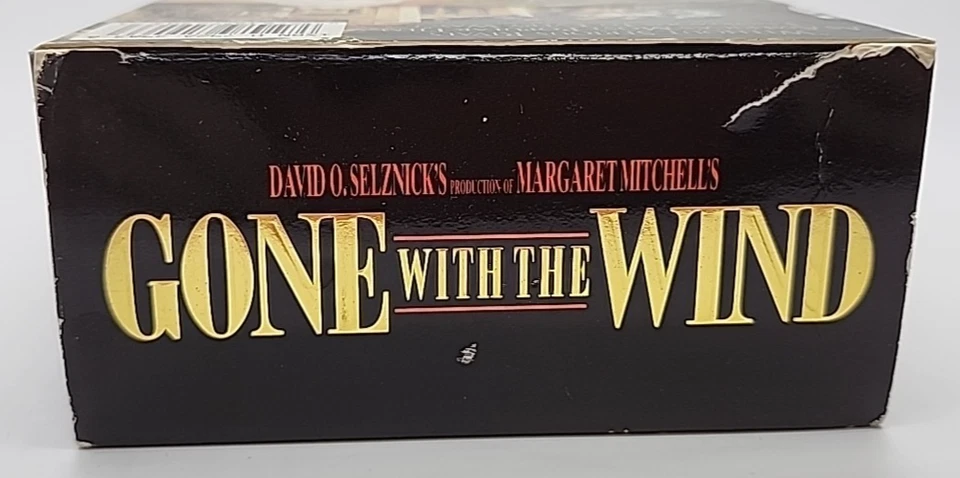 DAVID O. SELZNICK'S PRODUCTION OF MARGARET MITCHELL'S
GONE WITH THE WIND